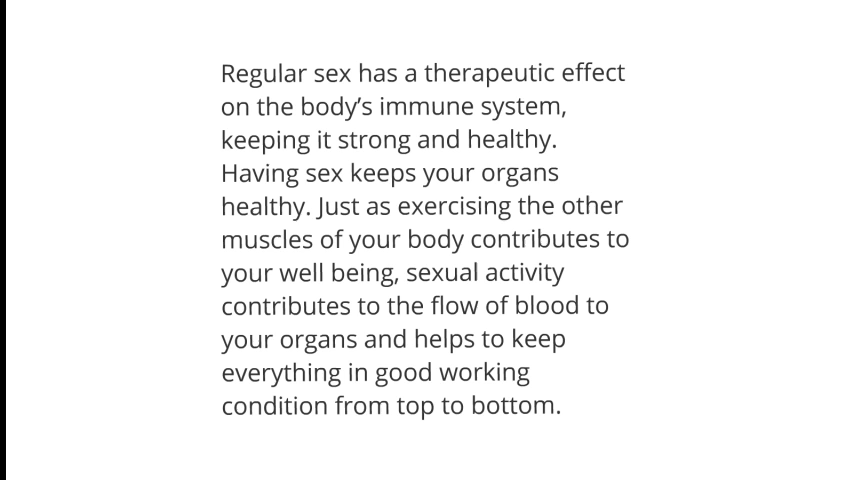 Regular sex has a therapeutic effect
on the body’s immune system,
keeping it strong and healthy.
Having sex keeps your organs
healthy. Just as exercising the other
muscles of your body contributes to
your well being, sexual activity
contributes to the flow of blood to
your organs and helps to keep
everything in good working
condition from top to bottom.